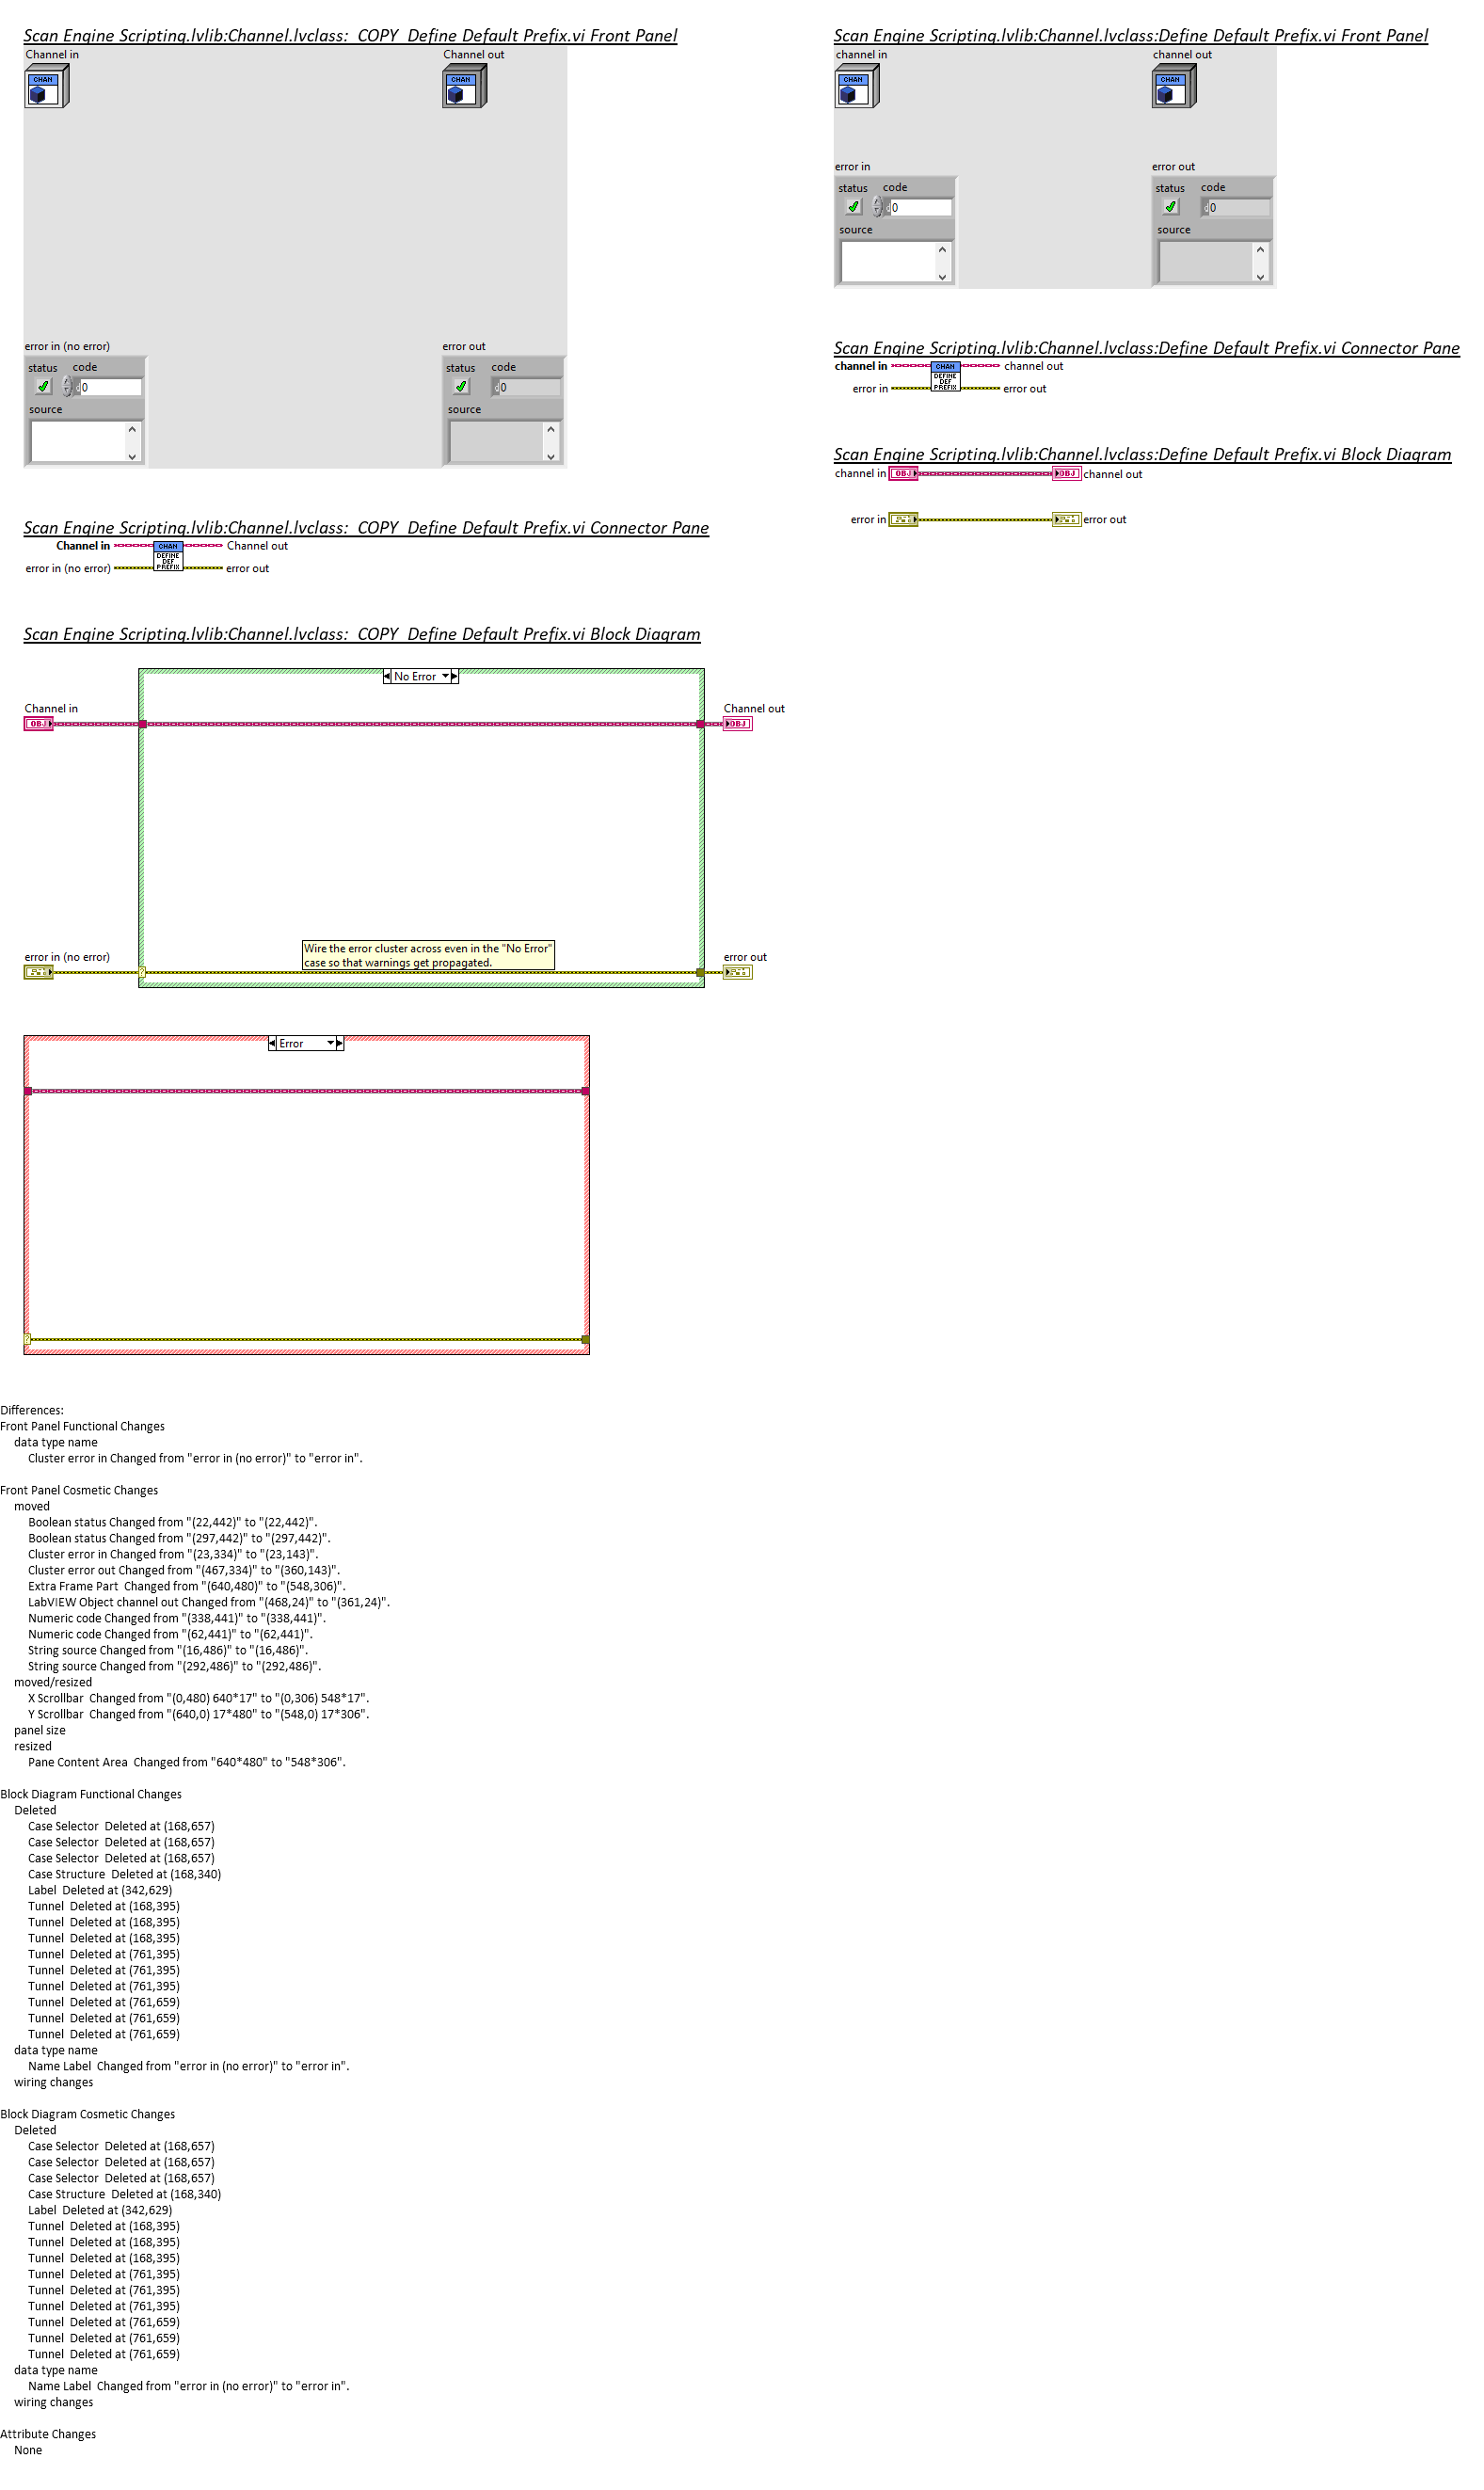 Scan Engine Scripting.lvlib:Channel.lvclass:  COPY  Define Default Prefix.vi Front Panel
Channel in
Channel out
CHAN
CHAN
error in (no error)
error out
status
code
0
source
status
code
0
source
Scan Engine Scripting.lvlib:Channel.lvclass:  COPY  Define Default Prefix.vi Connector Pane
Channel in
CHAN
Channel out
DEFINE
DEF
PREFIX
error in (no error)
error out
Scan Engine Scripting.lvlib:Channel.lvclass:  COPY  Define Default Prefix.vi Block Diagram
No Error
Channel in
OBJ
Channel out
OBJ
Wire the error cluster across even in the "No Error"
case so that warnings get propagated.
error in (no error)
?
error out
Error
?
Scan Engine Scripting.lvlib:Channel.lvclass:Define Default Prefix.vi Front Panel
channel in
channel out
CHAN
CHAN
error in
error out
status
code
0
source
status
code
0
source
Scan Engine Scripting.lvlib:Channel.lvclass:Define Default Prefix.vi Connector Pane
channel in
CHAN
channel out
DEFINE
DEF
PREFIX
error in
error out
Scan Engine Scripting.lvlib:Channel.lvclass:Define Default Prefix.vi Block Diagram
channel in
OBJ
OBJ
channel out
error in
error out
Differences:
Front Panel Functional Changes
data type name
Cluster error in Changed from "error in (no error)" to "error in".
Front Panel Cosmetic Changes
moved
Boolean status Changed from "(22,442)" to "(22,442)".
Boolean status Changed from "(297,442)" to "(297,442)".
Cluster error in Changed from "(23,334)" to "(23,143)".
Cluster error out Changed from "(467,334)" to "(360,143)".
Extra Frame Part  Changed from "(640,480)" to "(548,306)".
LabVIEW Object channel out Changed from "(468,24)" to "(361,24)".
Numeric code Changed from "(338,441)" to "(338,441)".
Numeric code Changed from "(62,441)" to "(62,441)".
String source Changed from "(16,486)" to "(16,486)".
String source Changed from "(292,486)" to "(292,486)".
moved/resized
X Scrollbar  Changed from "(0,480) 640*17" to "(0,306) 548*17".
Y Scrollbar  Changed from "(640,0) 17*480" to "(548,0) 17*306".
panel size
resized
Pane Content Area  Changed from "640*480" to "548*306".
Block Diagram Functional Changes
Deleted
Case Selector  Deleted at (168,657)
Case Selector  Deleted at (168,657)
Case Selector  Deleted at (168,657)
Case Structure  Deleted at (168,340)
Label  Deleted at (342,629)
Tunnel  Deleted at (168,395)
Tunnel  Deleted at (168,395)
Tunnel  Deleted at (168,395)
Tunnel  Deleted at (761,395)
Tunnel  Deleted at (761,395)
Tunnel  Deleted at (761,395)
Tunnel  Deleted at (761,659)
Tunnel  Deleted at (761,659)
Tunnel  Deleted at (761,659)
data type name
Name Label  Changed from "error in (no error)" to "error in".
wiring changes
Block Diagram Cosmetic Changes
Deleted
Case Selector  Deleted at (168,657)
Case Selector  Deleted at (168,657)
Case Selector  Deleted at (168,657)
Case Structure  Deleted at (168,340)
Label  Deleted at (342,629)
Tunnel  Deleted at (168,395)
Tunnel  Deleted at (168,395)
Tunnel  Deleted at (168,395)
Tunnel  Deleted at (761,395)
Tunnel  Deleted at (761,395)
Tunnel  Deleted at (761,395)
Tunnel  Deleted at (761,659)
Tunnel  Deleted at (761,659)
Tunnel  Deleted at (761,659)
data type name
Name Label  Changed from "error in (no error)" to "error in".
wiring changes
Attribute Changes
None